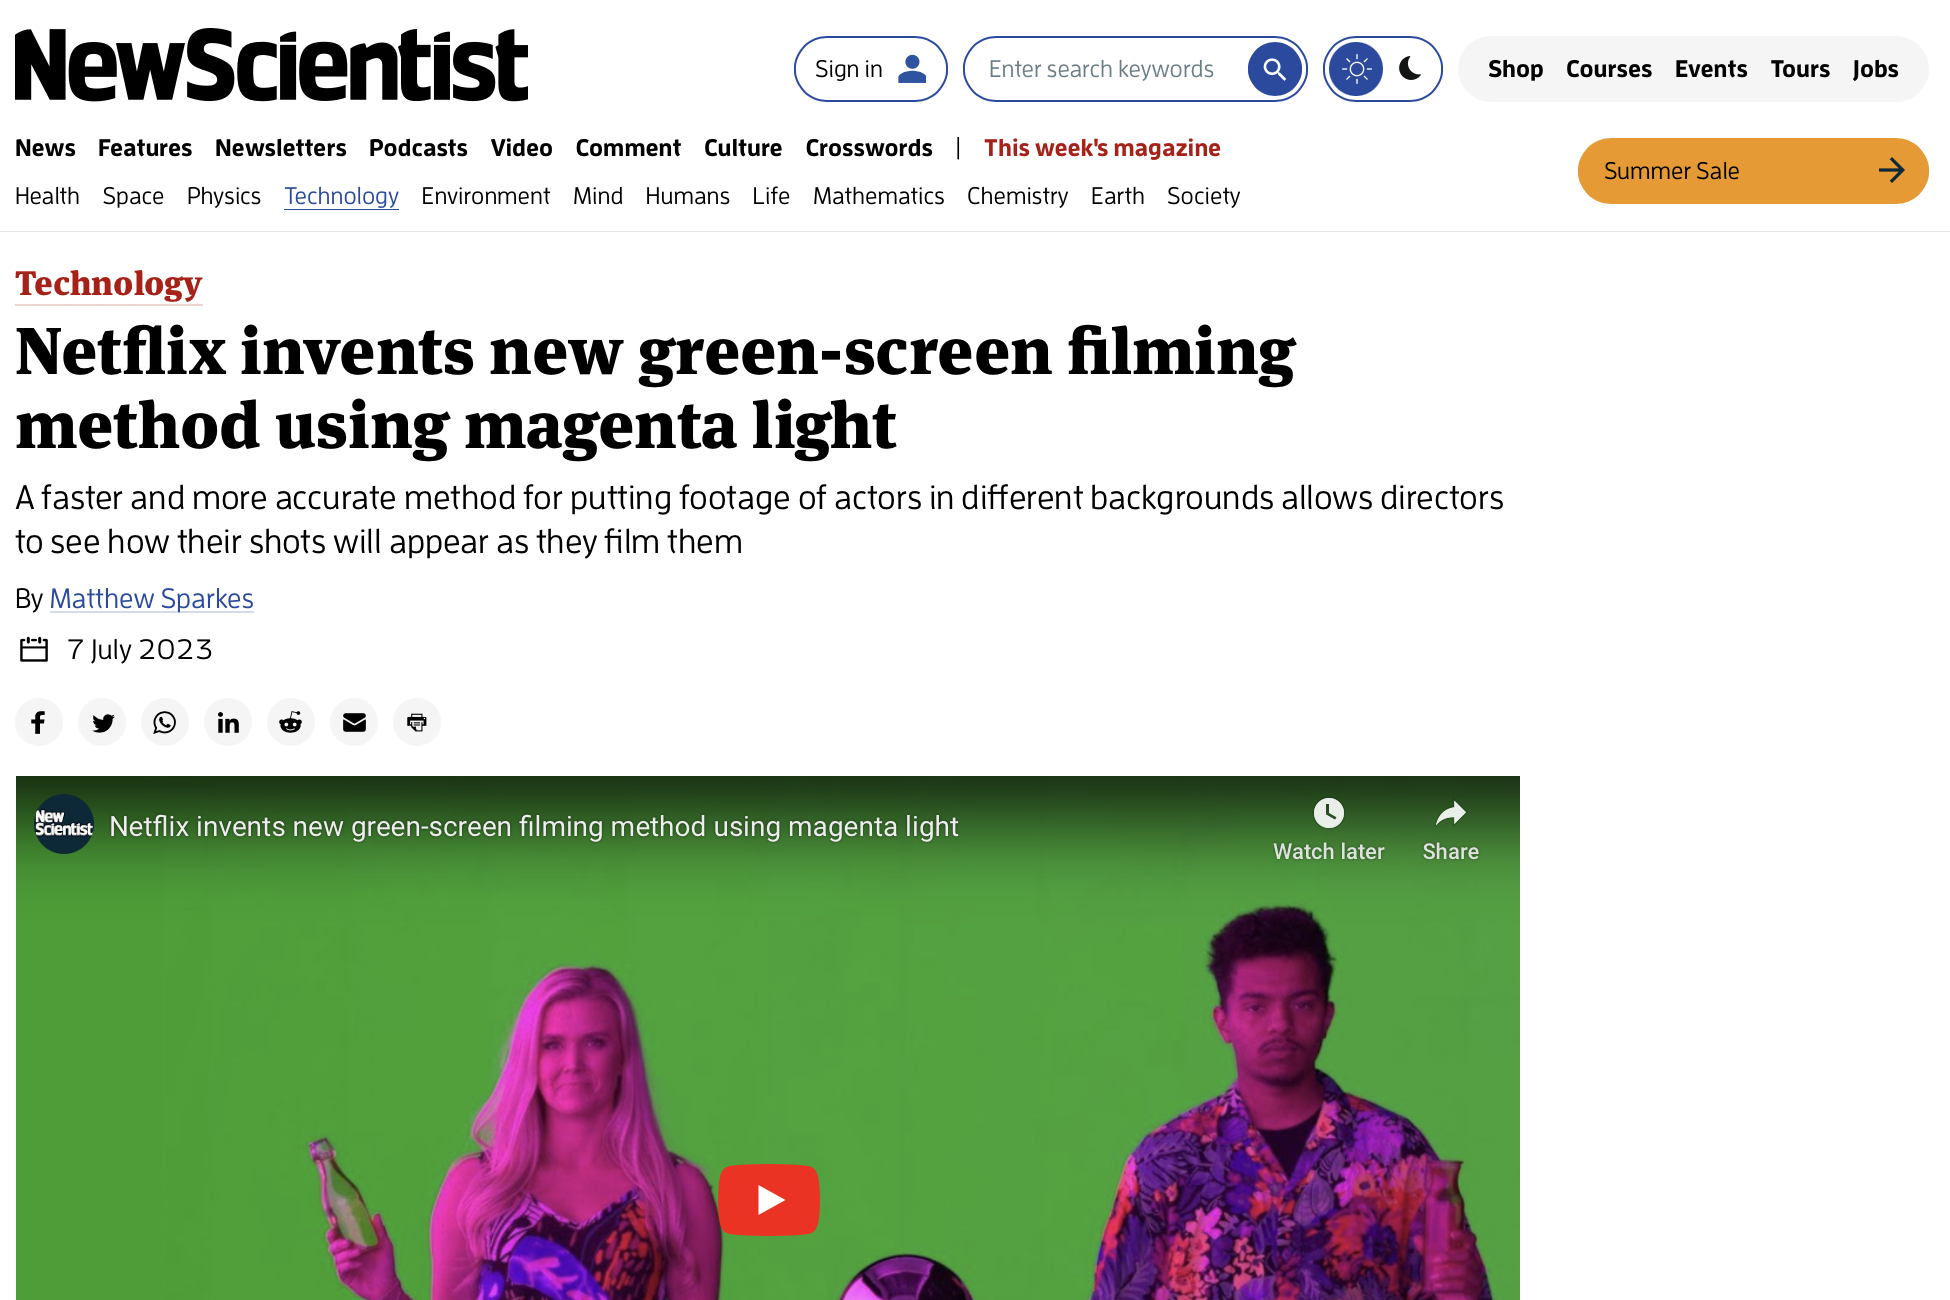 NewScientist
Sign in
Enter search keywords
Shop Courses Events Tours Jobs
News Features Newsletters Podcasts Video Comment Culture Crosswords | This week's magazine
Summer Sale
Health Space Physics Technology Environment Mind Humans Life Mathematics Chemistry Earth Society
Technology
Netflix invents new green-screen filming
method using magenta light
A faster and more accurate method for putting footage of actors in different backgrounds allows directors
to see how their shots will appear as they film them
By Matthew Sparkes
7 July 2023
New
Scientist
Netflix invents new green-screen filming method using magenta light
Watch later
Share